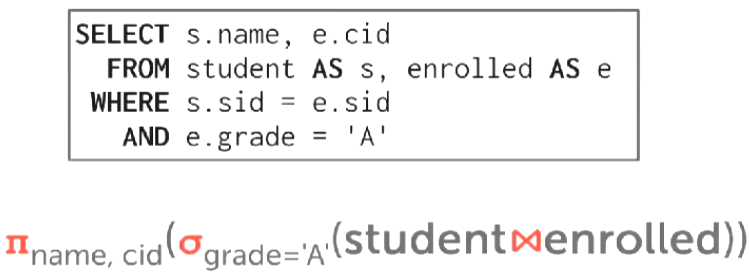 SELECT s.name, e.cid
FROM student AS s, enrolled AS e
WHERE s.sid = e.sid
AND e.grade = 'A'
πname, cid(σgrade='A'(student⋈enrolled))